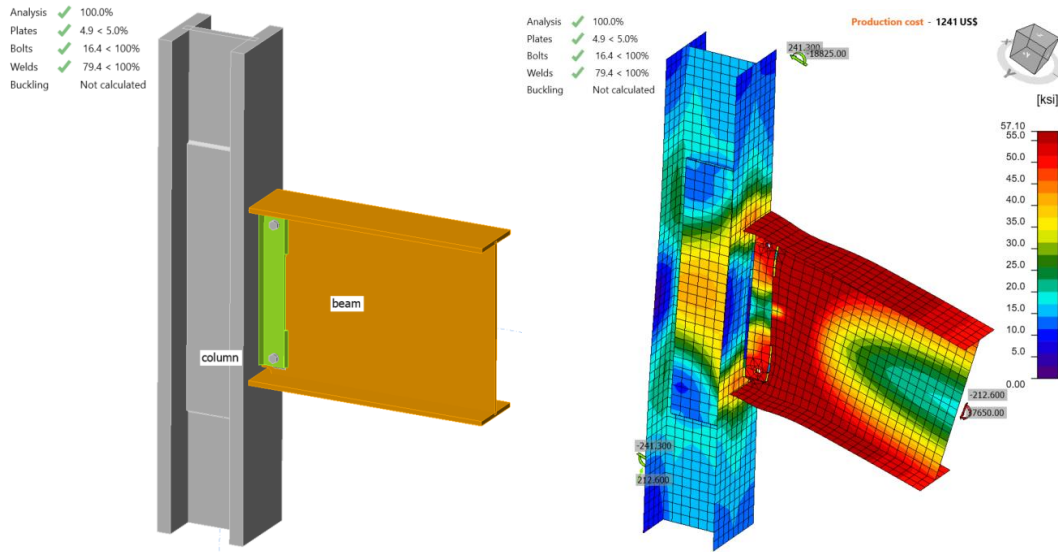 Analysis ✓ 100.0%
Plates ✓ 4.9 < 5.0%
Bolts ✓ 16.4 < 100%
Welds ✓ 79.4 < 100%
Buckling Not calculated
beam
column
Analysis ✓ 100.0%
Plates ✓ 4.9 < 5.0%
Bolts ✓ 16.4 < 100%
Welds ✓ 79.4 < 100%
Buckling Not calculated
Production cost - 1241 US$
241.300
-18825.00
[ksi]
57.10
55.0
50.0
45.0
40.0
35.0
30.0
25.0
20.0
15.0
10.0
5.0
0.00
-212.600
37650.00
-241.300
212.600